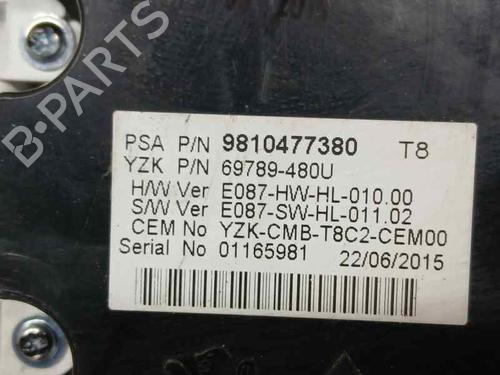 PSA P/N 9810477380 T8
YZK P/N 69789-480U
H/W Ver E087-HW-HL-010.00
S/W Ver E087-SW-HL-011.02
CEM No YZK-CMB-T8C2-CEM00
Serial No 01165981 22/06/2015